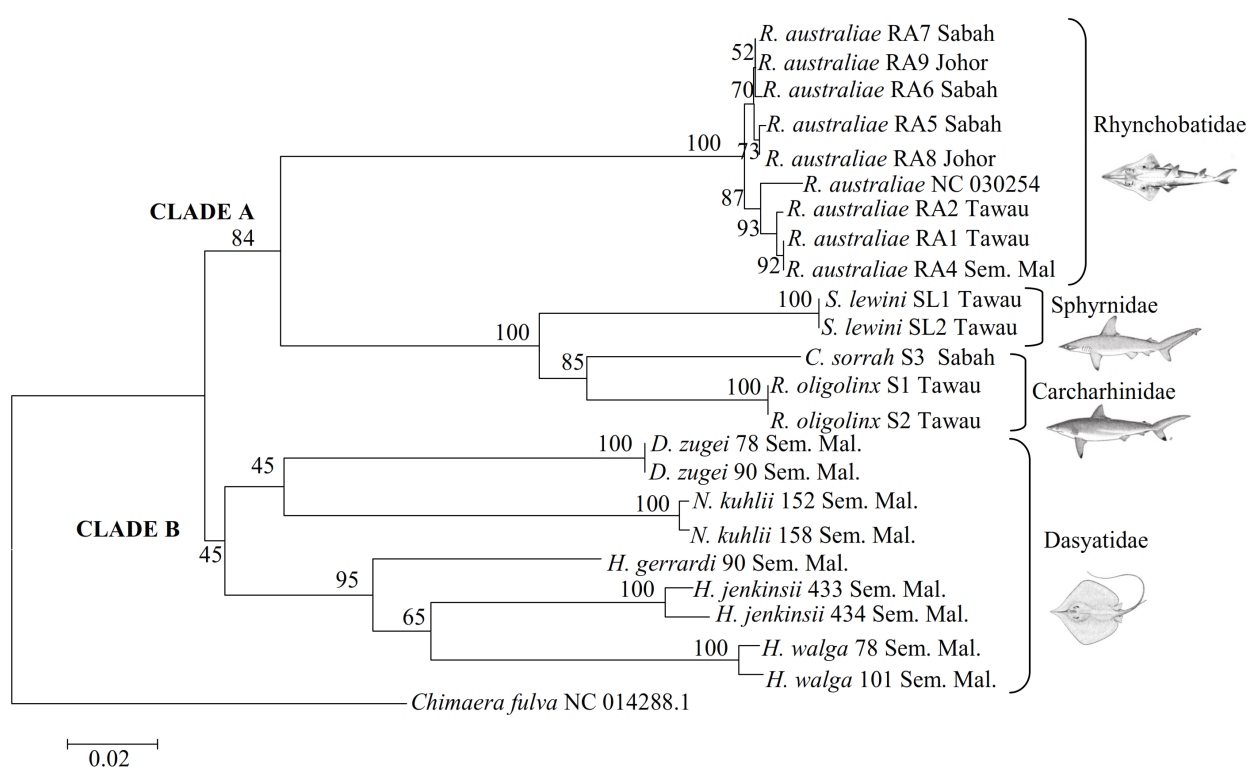 R. australiae RA7 Sabah
52
R. australiae RA9 Johor
70
R. australiae RA6 Sabah
R. australiae RA5 Sabah
Rhynchobatidae
100
73
R. australiae RA8 Johor
R. australiae NC 030254
87
CLADE A
R. australiae RA2 Tawau
93
84
R. australiae RA1 Tawau
92
R. australiae RA4 Sem. Mal
100
S. lewini SL1 Tawau
Sphyrnidae
S. lewini SL2 Tawau
100
C. sorrah S3 Sabah
85
100
R. oligolinx S1 Tawau
Carcharhinidae
R. oligolinx S2 Tawau
100
D. zugei 78 Sem. Mal.
45
D. zugei 90 Sem. Mal.
100
N. kuhlii 152 Sem. Mal.
CLADE B
N. kuhlii 158 Sem. Mal.
Dasyatidae
45
H. gerrardi 90 Sem. Mal.
95
100
H. jenkinsii 433 Sem. Mal.
65
H. jenkinsii 434 Sem. Mal.
100
H. walga 78 Sem. Mal.
H. walga 101 Sem. Mal.
Chimaera fulva NC 014288.1
0.02